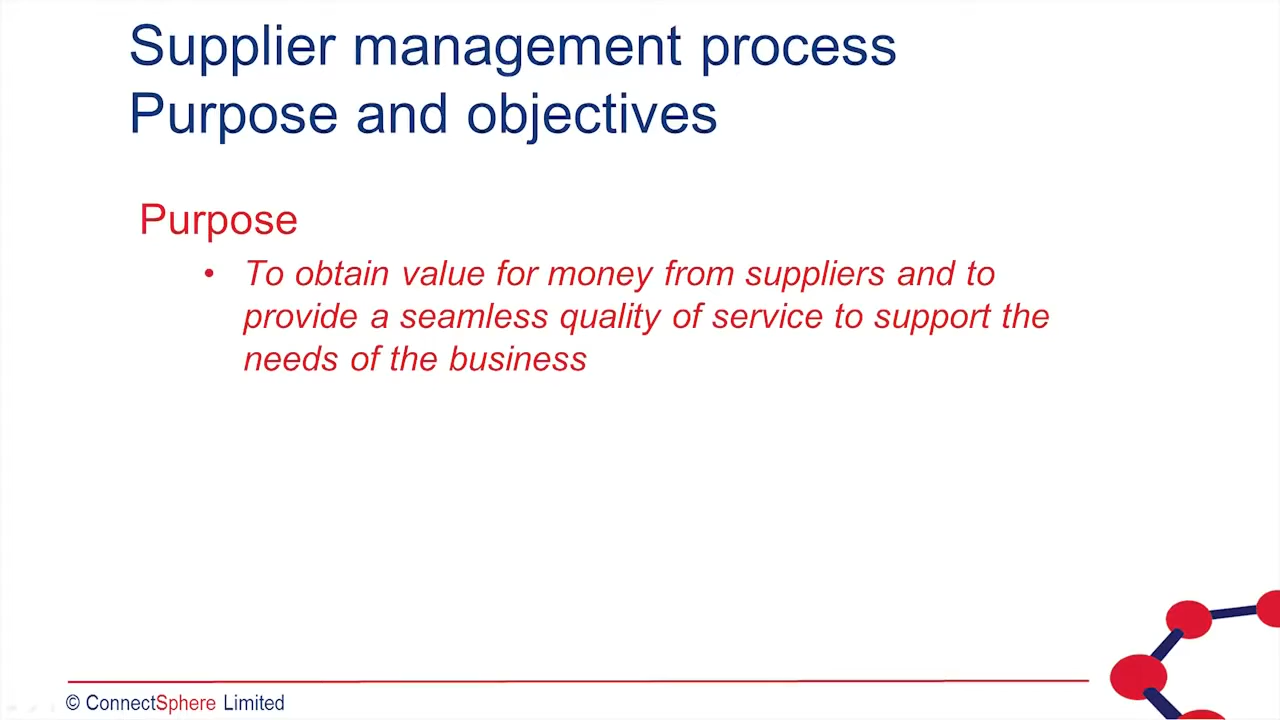 Supplier management process
Purpose and objectives
Purpose
• To obtain value for money from suppliers and to
provide a seamless quality of service to support the
needs of the business
© ConnectSphere Limited